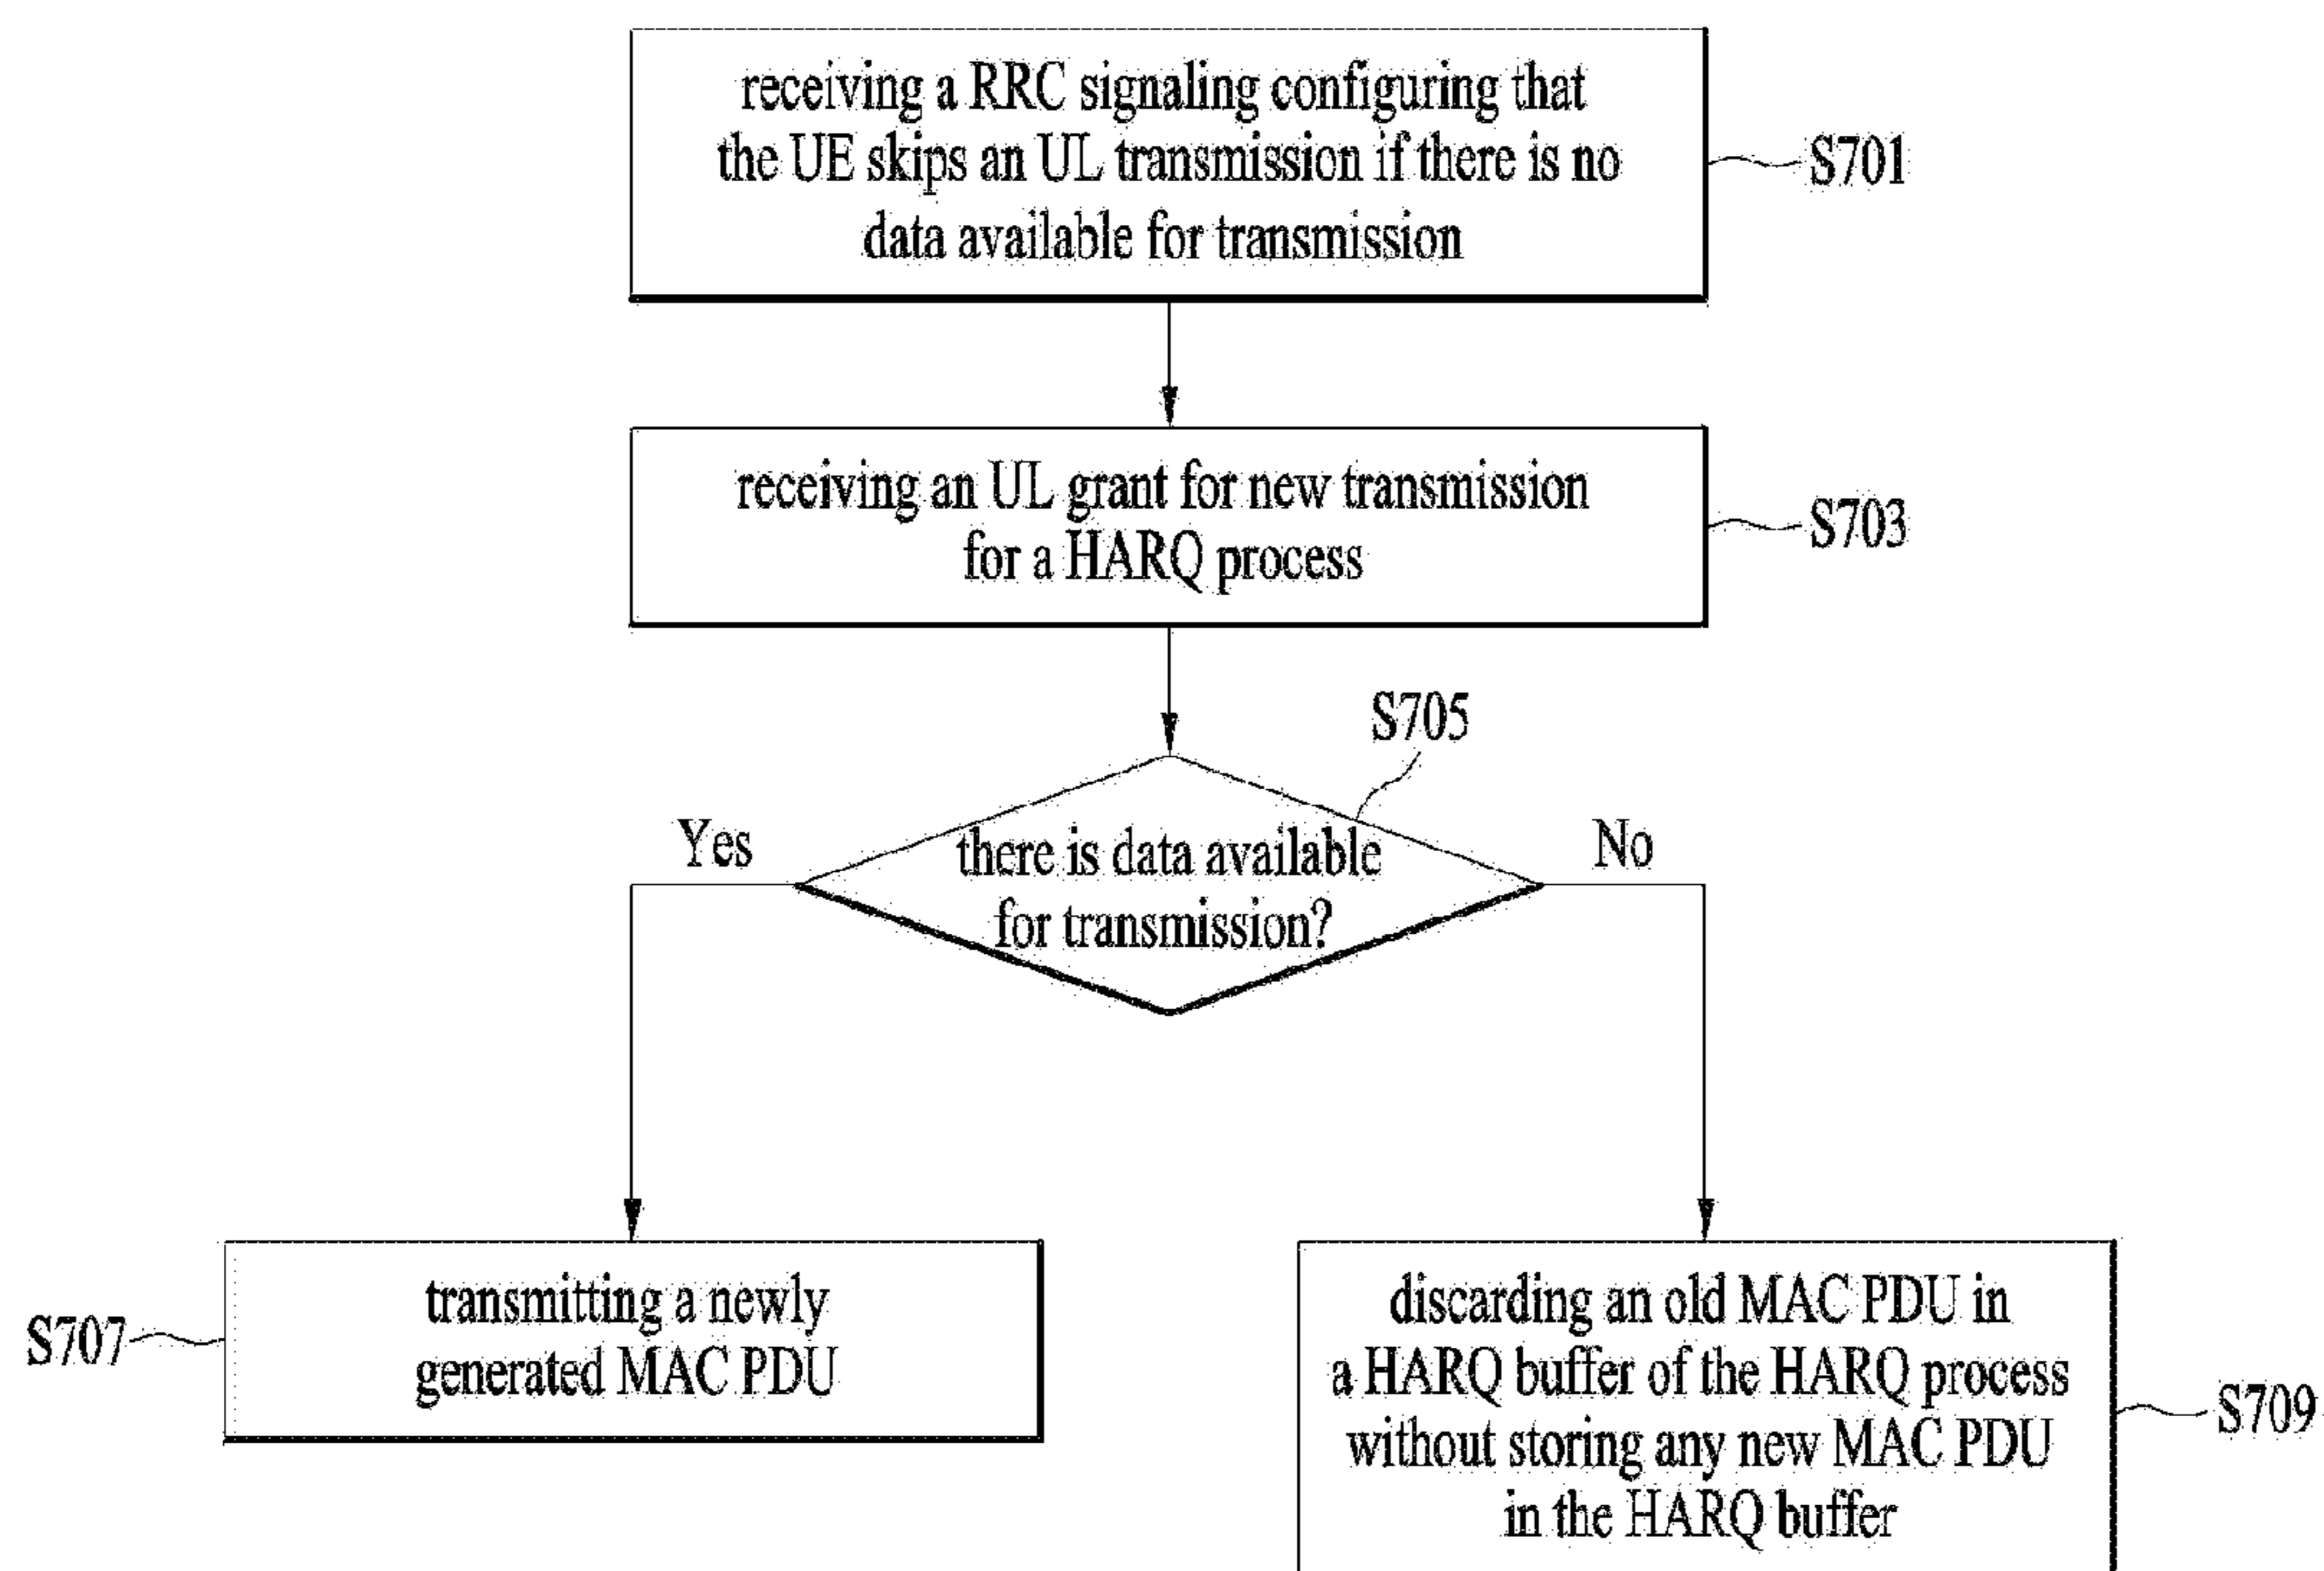 receiving a RRC signaling configuring that
the UE skips an UL transmission if there is no
data available for transmission
S701
receiving an UL grant for new transmission
for a HARQ process
S703
S705
Yes
there is data available
for transmission?
No
transmitting a newly
generated MAC PDU
S707
discarding an old MAC PDU in
a HARQ buffer of the HARQ process
without storing any new MAC PDU
in the HARQ buffer
S709